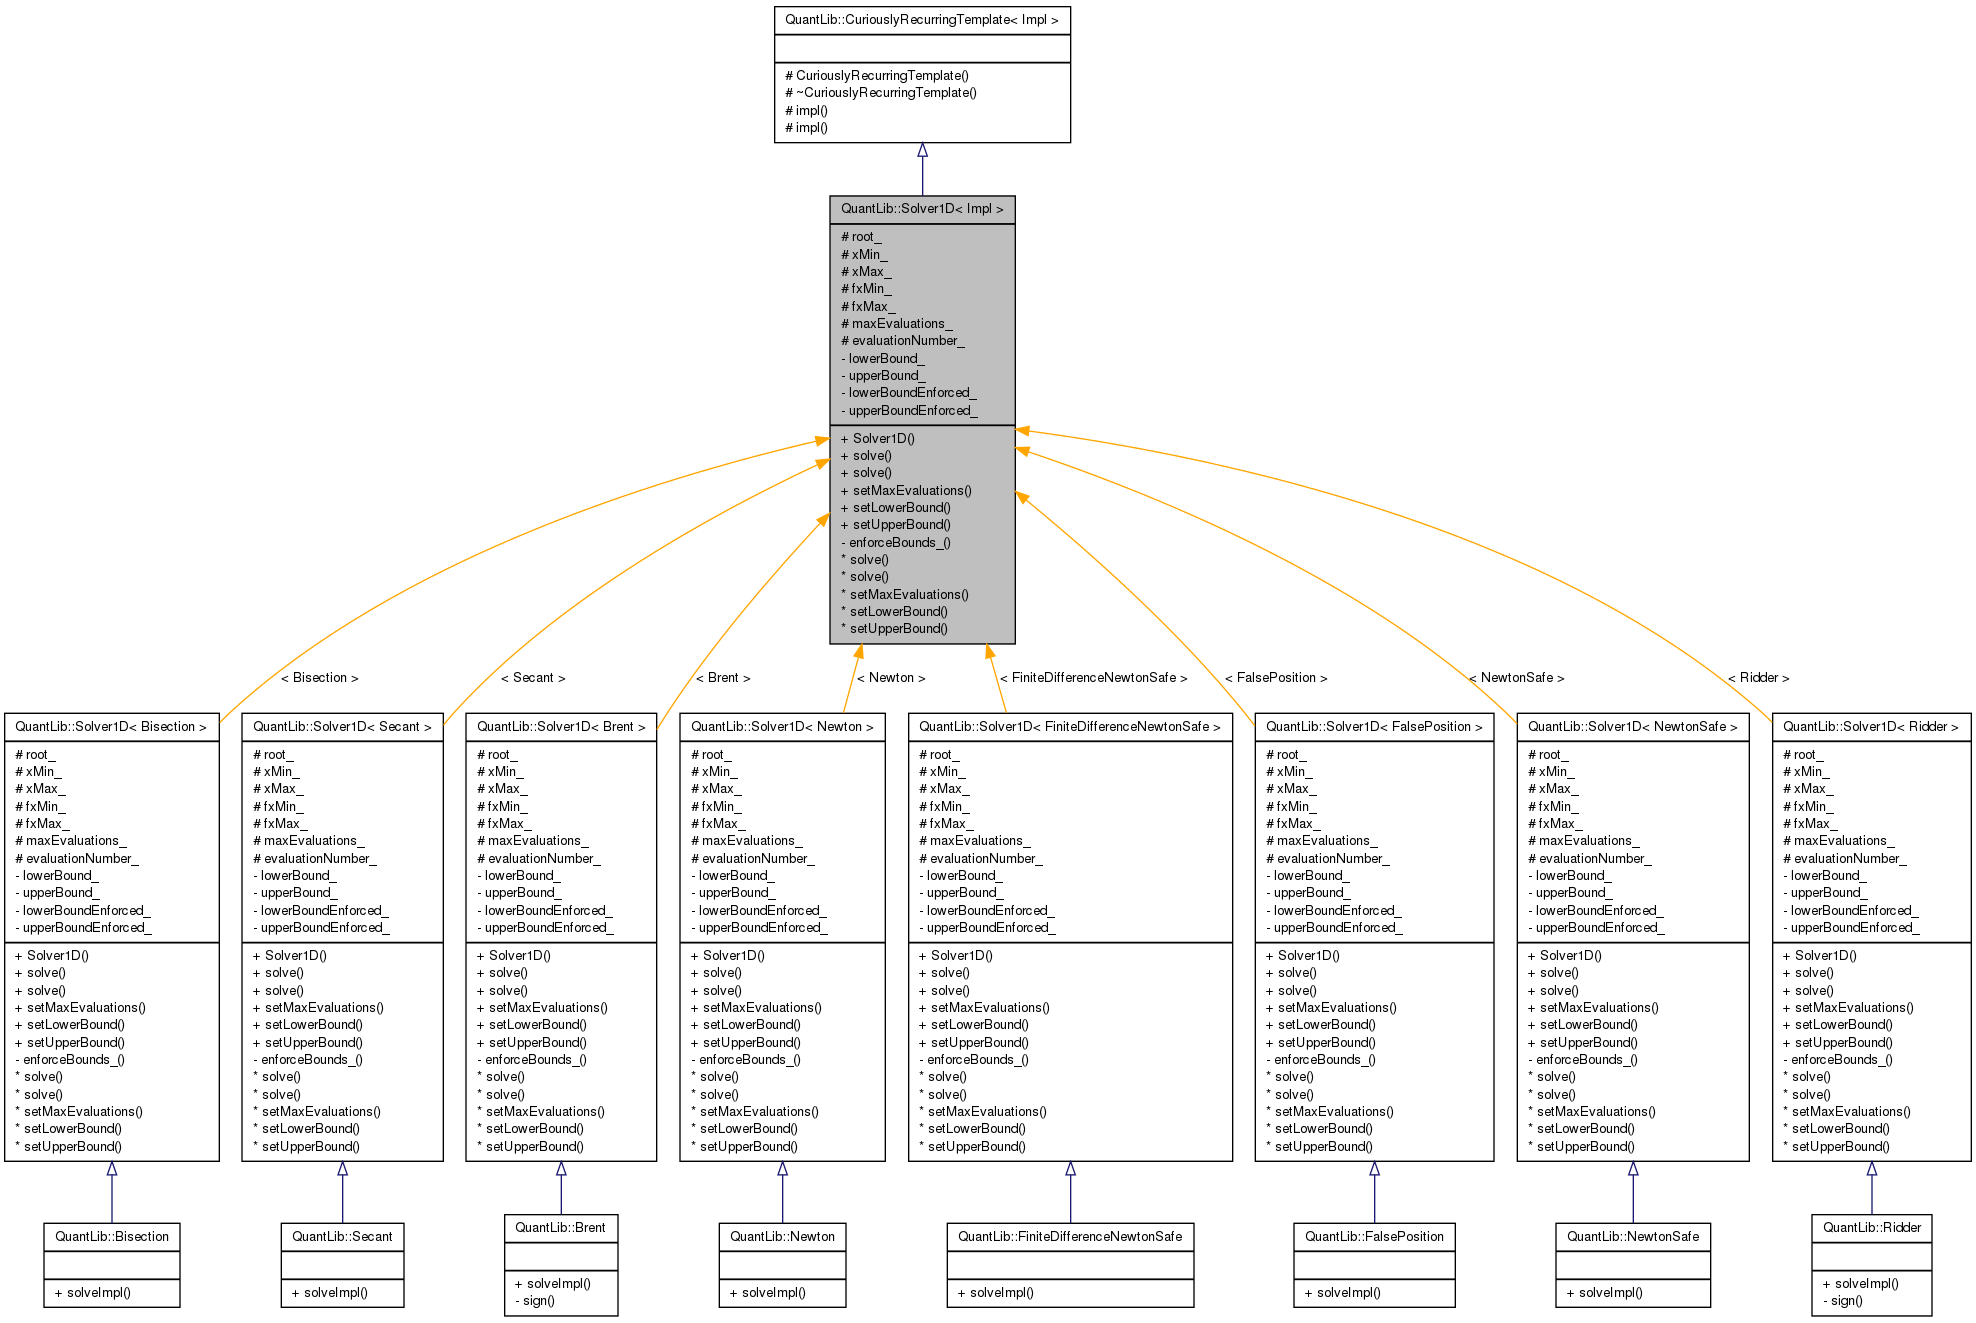 QuantLib::CuriouslyRecurringTemplate< Impl >
# CuriouslyRecurringTemplate()
# ~CuriouslyRecurringTemplate()
# impl()
# impl()
QuantLib::Solver1D< Impl >
# root_
# xMin_
# xMax_
# fxMin_
# fxMax_
# maxEvaluations_
# evaluationNumber_
- lowerBound_
- upperBound_
- lowerBoundEnforced_
- upperBoundEnforced_
+ Solver1D()
+ solve()
+ solve()
+ setMaxEvaluations()
+ setLowerBound()
+ setUpperBound()
- enforceBounds_()
* solve()
* solve()
* setMaxEvaluations()
* setLowerBound()
* setUpperBound()
< Bisection >
< Secant >
< Brent >
< Newton >
< FiniteDifferenceNewtonSafe >
< FalsePosition >
< NewtonSafe >
< Ridder >
QuantLib::Solver1D< Bisection >
# root_
# xMin_
# xMax_
# fxMin_
# fxMax_
# maxEvaluations_
# evaluationNumber_
- lowerBound_
- upperBound_
- lowerBoundEnforced_
- upperBoundEnforced_
+ Solver1D()
+ solve()
+ solve()
+ setMaxEvaluations()
+ setLowerBound()
+ setUpperBound()
- enforceBounds_()
* solve()
* solve()
* setMaxEvaluations()
* setLowerBound()
* setUpperBound()
QuantLib::Solver1D< Secant >
# root_
# xMin_
# xMax_
# fxMin_
# fxMax_
# maxEvaluations_
# evaluationNumber_
- lowerBound_
- upperBound_
- lowerBoundEnforced_
- upperBoundEnforced_
+ Solver1D()
+ solve()
+ solve()
+ setMaxEvaluations()
+ setLowerBound()
+ setUpperBound()
- enforceBounds_()
* solve()
* solve()
* setMaxEvaluations()
* setLowerBound()
* setUpperBound()
QuantLib::Solver1D< Brent >
# root_
# xMin_
# xMax_
# fxMin_
# fxMax_
# maxEvaluations_
# evaluationNumber_
- lowerBound_
- upperBound_
- lowerBoundEnforced_
- upperBoundEnforced_
+ Solver1D()
+ solve()
+ solve()
+ setMaxEvaluations()
+ setLowerBound()
+ setUpperBound()
- enforceBounds_()
* solve()
* solve()
* setMaxEvaluations()
* setLowerBound()
* setUpperBound()
QuantLib::Solver1D< Newton >
# root_
# xMin_
# xMax_
# fxMin_
# fxMax_
# maxEvaluations_
# evaluationNumber_
- lowerBound_
- upperBound_
- lowerBoundEnforced_
- upperBoundEnforced_
+ Solver1D()
+ solve()
+ solve()
+ setMaxEvaluations()
+ setLowerBound()
+ setUpperBound()
- enforceBounds_()
* solve()
* solve()
* setMaxEvaluations()
* setLowerBound()
* setUpperBound()
QuantLib::Solver1D< FiniteDifferenceNewtonSafe >
# root_
# xMin_
# xMax_
# fxMin_
# fxMax_
# maxEvaluations_
# evaluationNumber_
- lowerBound_
- upperBound_
- lowerBoundEnforced_
- upperBoundEnforced_
+ Solver1D()
+ solve()
+ solve()
+ setMaxEvaluations()
+ setLowerBound()
+ setUpperBound()
- enforceBounds_()
* solve()
* solve()
* setMaxEvaluations()
* setLowerBound()
* setUpperBound()
QuantLib::Solver1D< FalsePosition >
# root_
# xMin_
# xMax_
# fxMin_
# fxMax_
# maxEvaluations_
# evaluationNumber_
- lowerBound_
- upperBound_
- lowerBoundEnforced_
- upperBoundEnforced_
+ Solver1D()
+ solve()
+ solve()
+ setMaxEvaluations()
+ setLowerBound()
+ setUpperBound()
- enforceBounds_()
* solve()
* solve()
* setMaxEvaluations()
* setLowerBound()
* setUpperBound()
QuantLib::Solver1D< NewtonSafe >
# root_
# xMin_
# xMax_
# fxMin_
# fxMax_
# maxEvaluations_
# evaluationNumber_
- lowerBound_
- upperBound_
- lowerBoundEnforced_
- upperBoundEnforced_
+ Solver1D()
+ solve()
+ solve()
+ setMaxEvaluations()
+ setLowerBound()
+ setUpperBound()
- enforceBounds_()
* solve()
* solve()
* setMaxEvaluations()
* setLowerBound()
* setUpperBound()
QuantLib::Solver1D< Ridder >
# root_
# xMin_
# xMax_
# fxMin_
# fxMax_
# maxEvaluations_
# evaluationNumber_
- lowerBound_
- upperBound_
- lowerBoundEnforced_
- upperBoundEnforced_
+ Solver1D()
+ solve()
+ solve()
+ setMaxEvaluations()
+ setLowerBound()
+ setUpperBound()
- enforceBounds_()
* solve()
* solve()
* setMaxEvaluations()
* setLowerBound()
* setUpperBound()
QuantLib::Bisection
+ solveImpl()
QuantLib::Secant
+ solveImpl()
QuantLib::Brent
+ solveImpl()
- sign()
QuantLib::Newton
+ solveImpl()
QuantLib::FiniteDifferenceNewtonSafe
+ solveImpl()
QuantLib::FalsePosition
+ solveImpl()
QuantLib::NewtonSafe
+ solveImpl()
QuantLib::Ridder
+ solveImpl()
- sign()